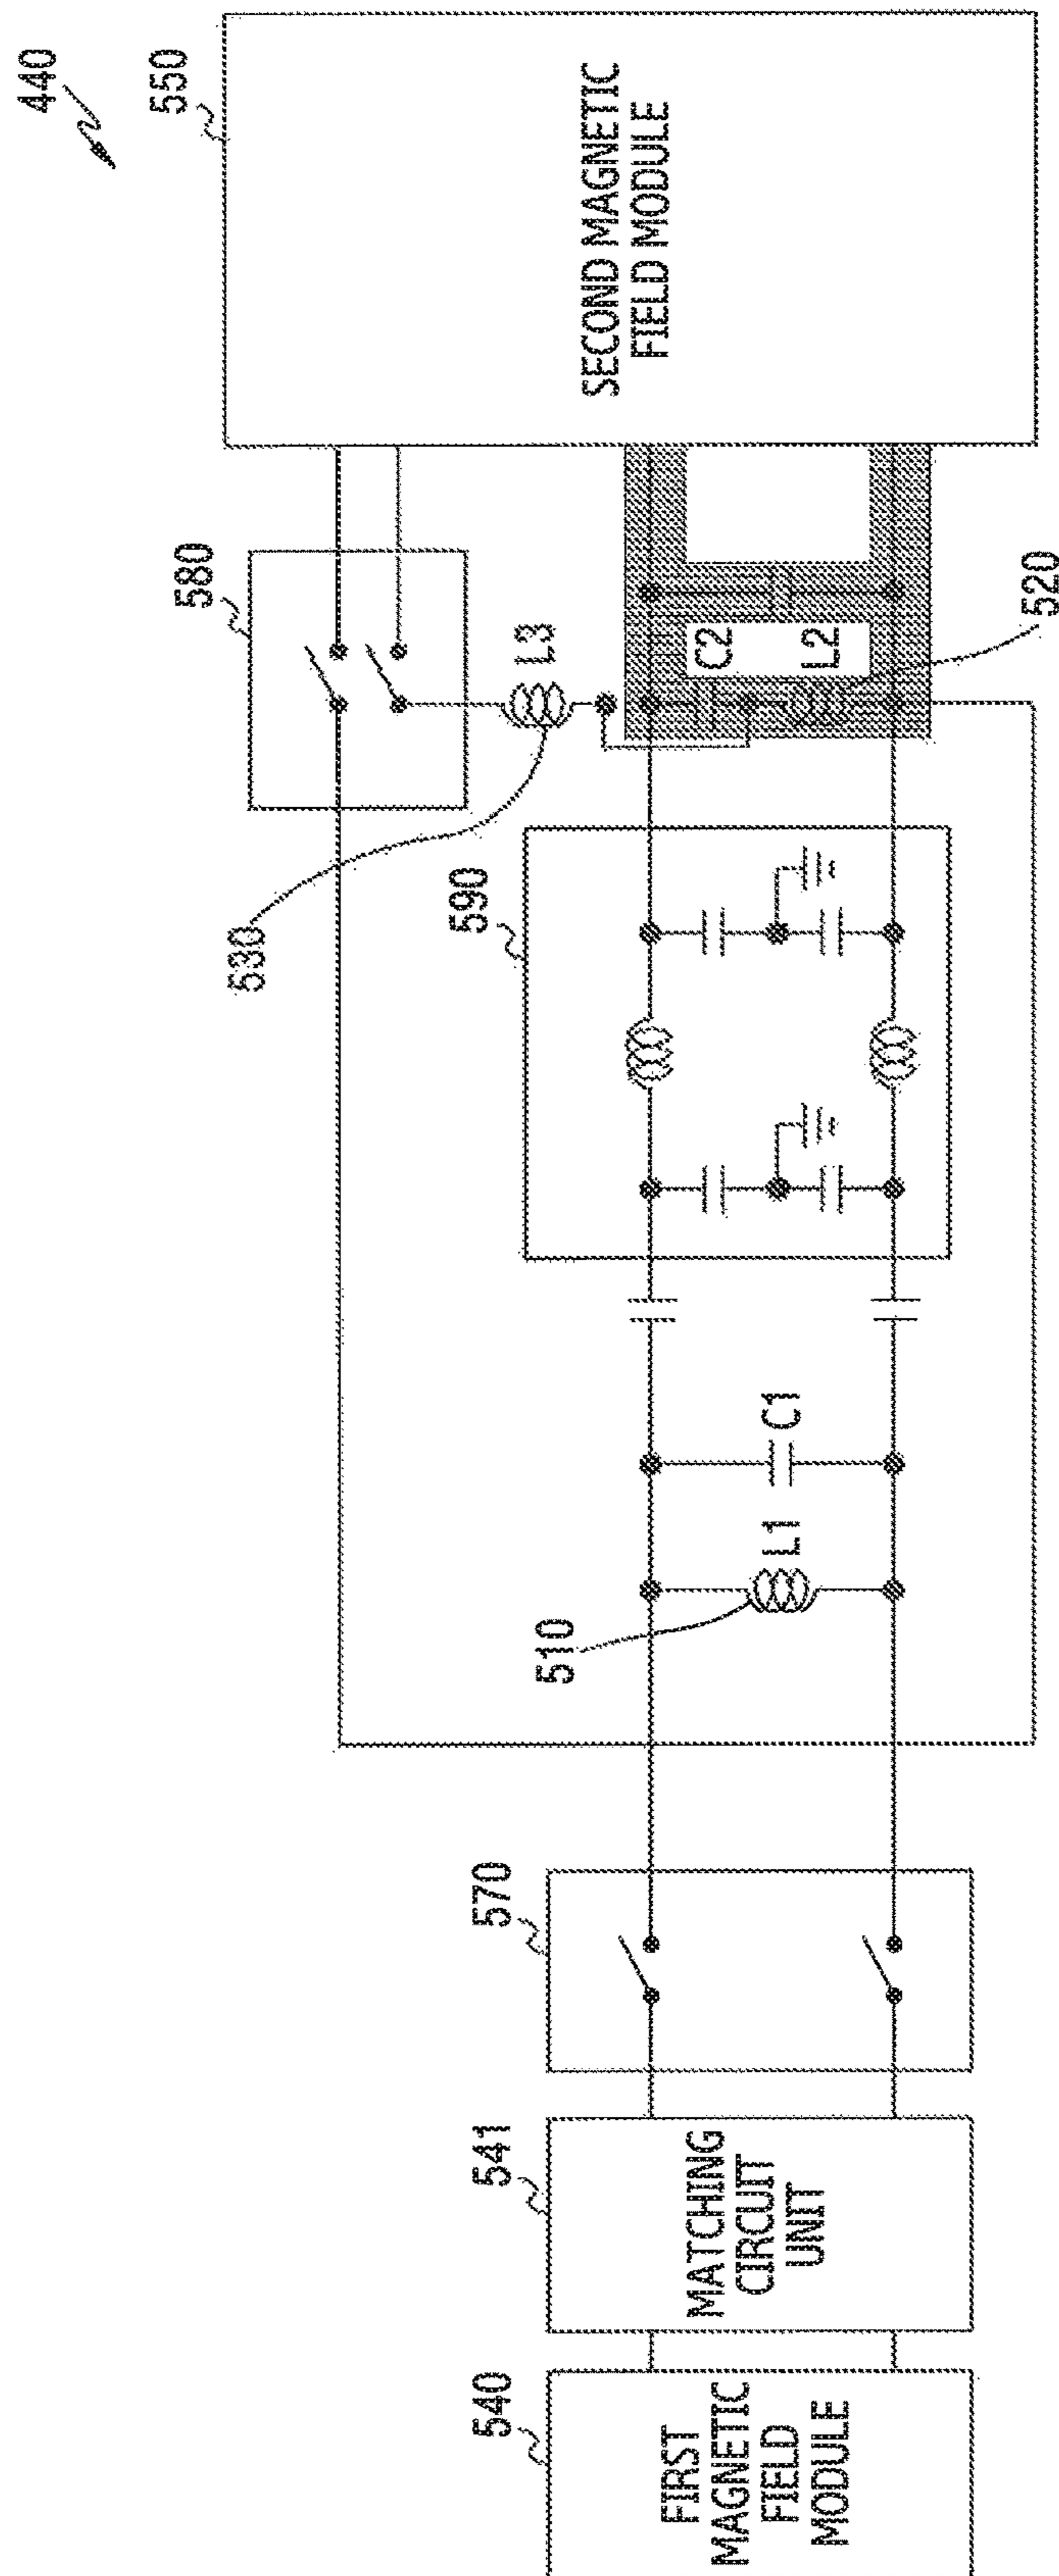 440
550
SECOND MAGNETIC
FIELD MODULE
580
L3
530
C2
L2
520
590
C1
L1
510
570
541
MATCHING
CIRCUIT
UNIT
540
FIRST
MAGNETIC
FIELD
MODULE